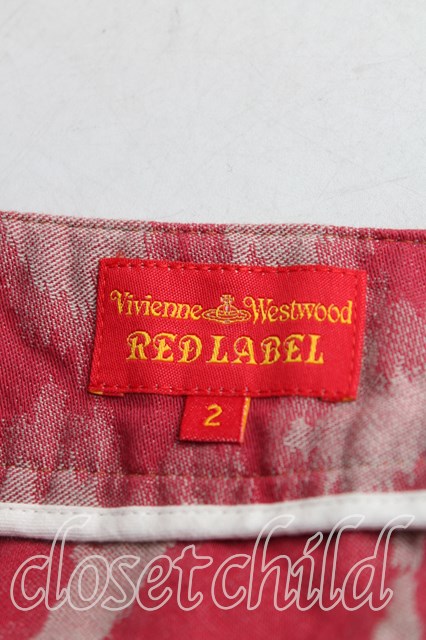 Vivienne Westwood
RED LABEL
2
closetchild